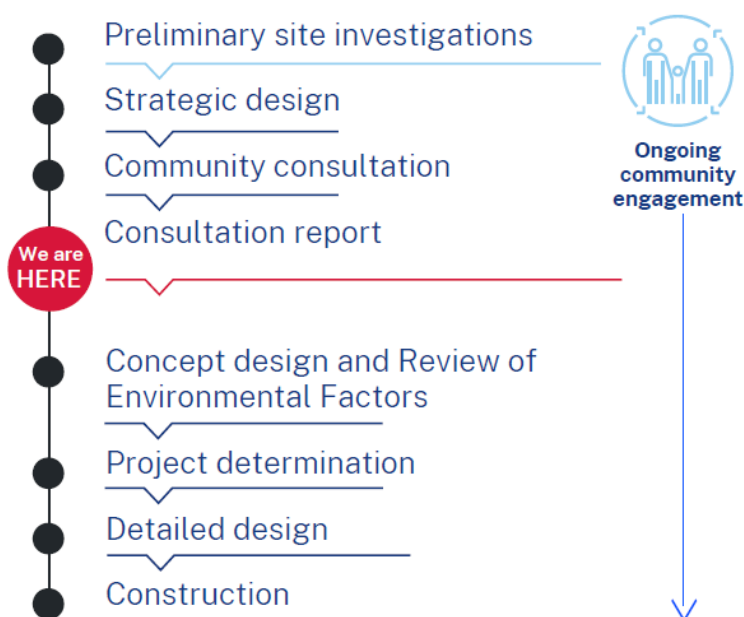 Preliminary site investigations
Strategic design
Community consultation
Consultation report
We are
HERE
Concept design and Review of
Environmental Factors
Project determination
Detailed design
Construction
Ongoing
community
engagement